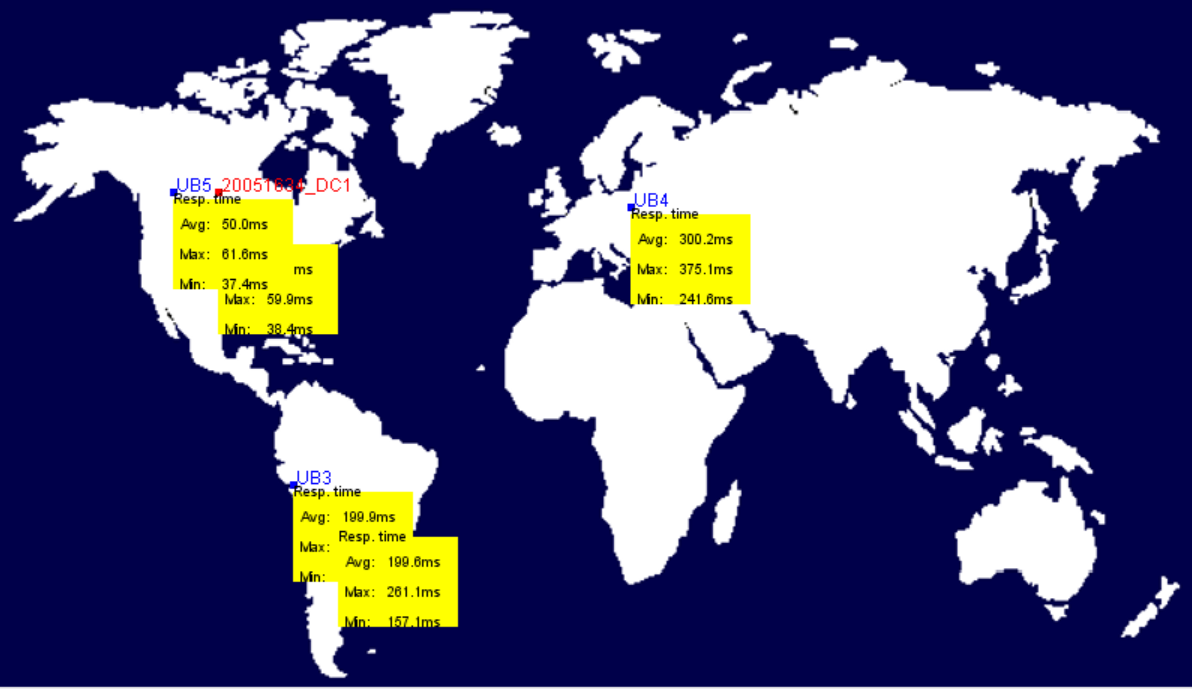 UB5
20051634_DC1
Resp. time
Avg: 50.0ms
Max: 61.6ms
Min: 37.4ms
ms
Max: 59.9ms
Min: 38.4ms
UB4
Resp. time
Avg: 300.2ms
Max: 375.1ms
Min: 241.6ms
UB3
Resp. time
Avg: 199.9ms
Max:
Min:
Resp. time
Avg: 199.6ms
Max: 261.1ms
Min: 157.1ms